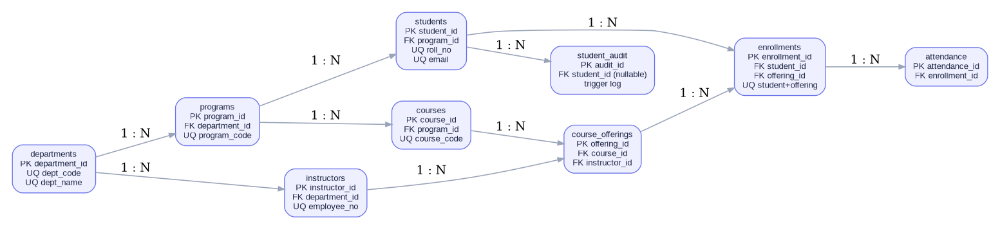 students
PK student_id
FK program_id
UQ roll_no
UQ email
1 : N
1 : N
student_audit
PK audit_id
FK student_id (nullable)
trigger log
enrollments
PK enrollment_id
FK student_id
FK offering_id
UQ student+offering
1 : N
attendance
PK attendance_id
FK enrollment_id
1 : N
programs
PK program_id
FK department_id
UQ program_code
1 : N
courses
PK course_id
FK program_id
UQ course_code
1 : N
1 : N
course_offerings
PK offering_id
FK course_id
FK instructor_id
departments
PK department_id
UQ dept_code
UQ dept_name
1 : N
1 : N
instructors
PK instructor_id
FK department_id
UQ employee_no
1 : N